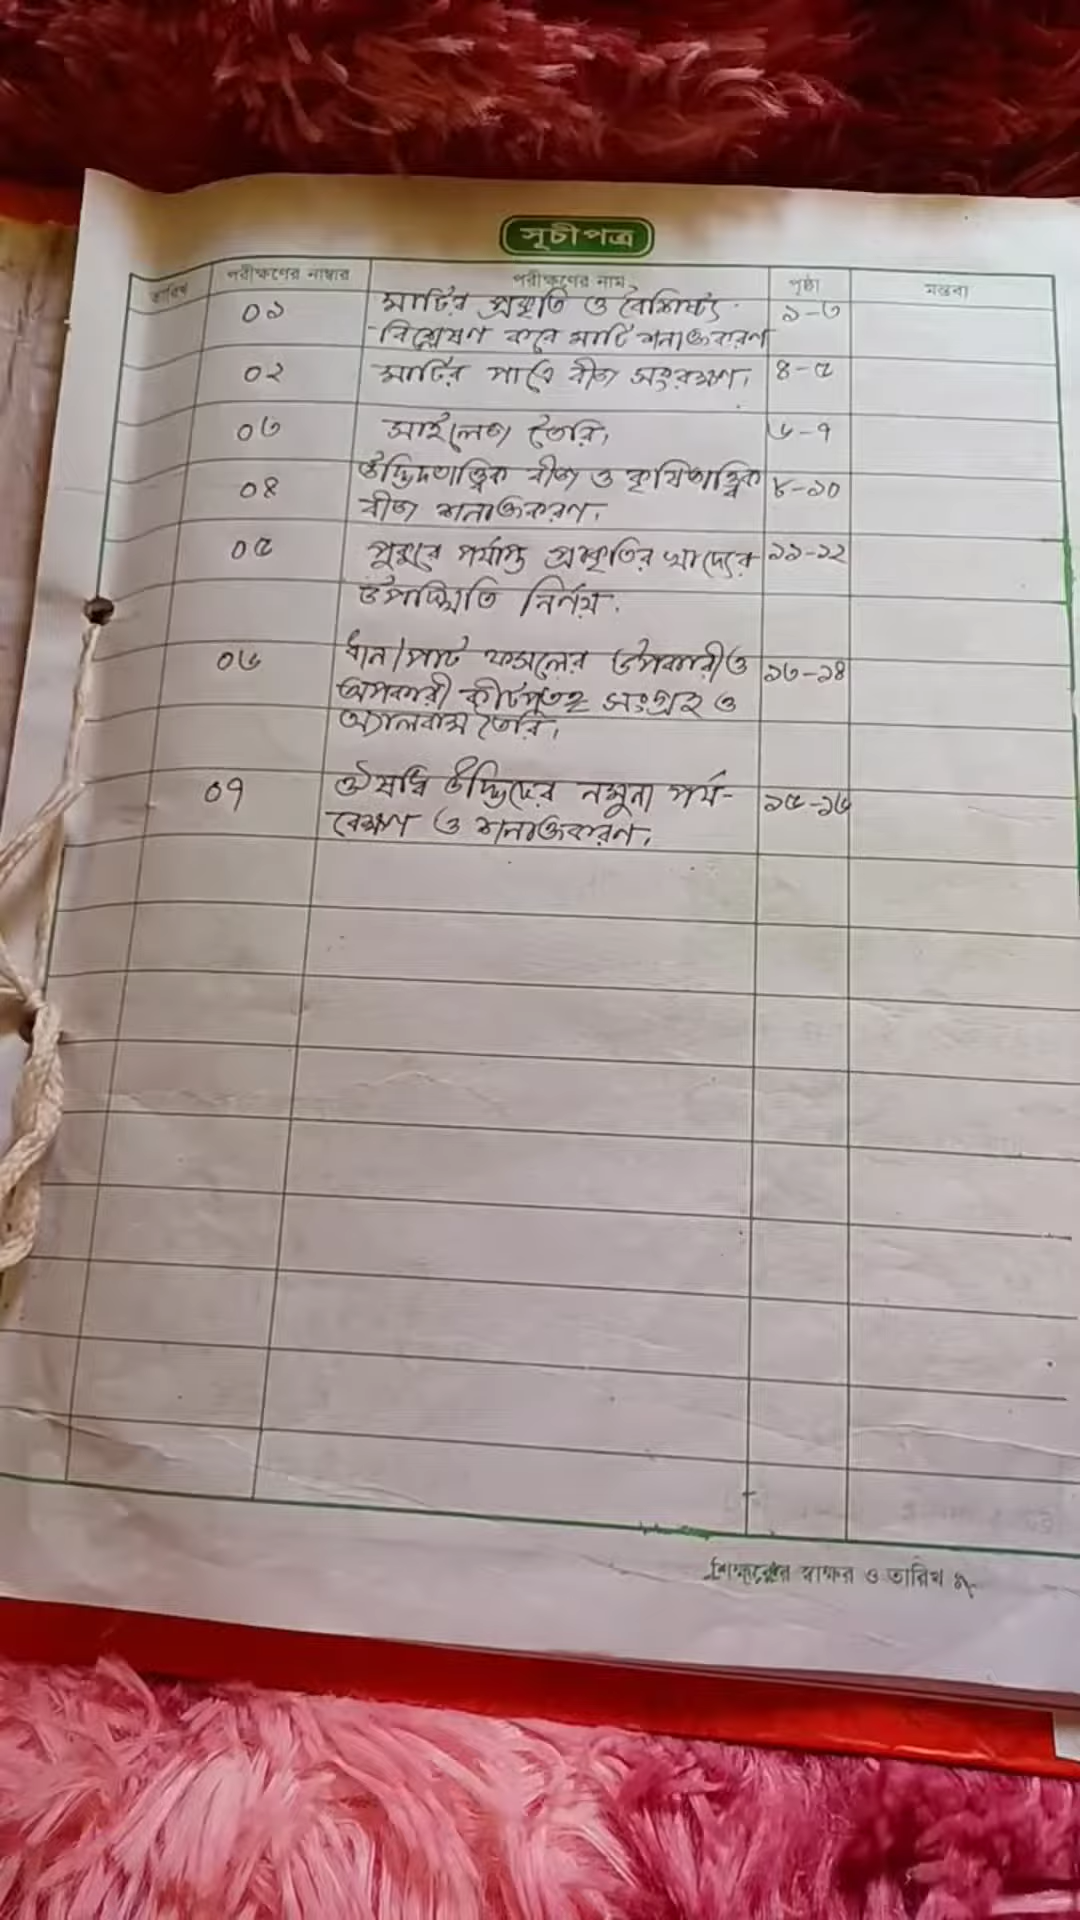 সূচীপত্র
তারিখ পরীক্ষণের নাম্বার পরীক্ষণের নাম পৃষ্ঠা মন্তব্য
০১ মাটির প্রকৃতি ও বৈশিষ্ট্য ১-৩
বিশ্লেষণ করে মাটি শনাক্তকরণ
০২ মাটির পাত্রে বীজ সংরক্ষণ। ৪-৫
০৩ সাইলেজ তৈরি। ৬-৭
উদ্ভিদতাত্ত্বিক বীজ ও কৃষিতাত্ত্বিক
০৪ বীজ শনাক্তকরণ। ৮-১০
০৫ পুকুরে পর্যাপ্ত প্রকৃতির খাদ্যের ১১-১২
নির্ণয়।
০৬ ধান/পাট ফসলের উপকারী ও ১৩-১৪
অপকারী কীটপতঙ্গ সংগ্রহ ও
অ্যালবাম তৈরি।
০৭ ঔষধি উদ্ভিদের নমুনা পর্য- ১৫-১৬
বেক্ষণ ও শনাক্তকরণ।
শিক্ষকের স্বাক্ষর ও তারিখ